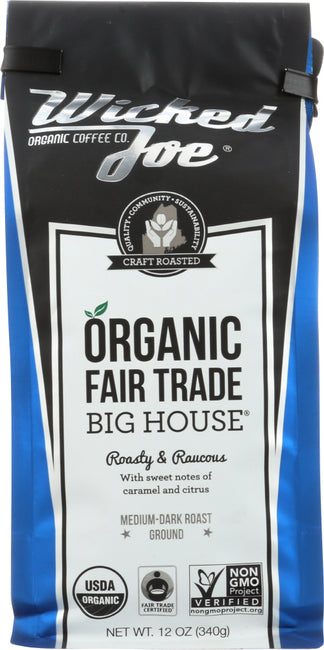 Wicked
ORGANIC COFFEE CO.
Joe®
QUALITY • COMMUNITY • SUSTAINABILITY
CRAFT ROASTED
ORGANIC
FAIR TRADE
BIG HOUSE®
Roasty & Raucous
With sweet notes of
caramel and citrus
MEDIUM-DARK ROAST
GROUND
USDA
ORGANIC
FAIR TRADE
CERTIFIED
NON
GMO
Project
VERIFIED
nongmoproject.org
NET WT. 12 OZ (340g)